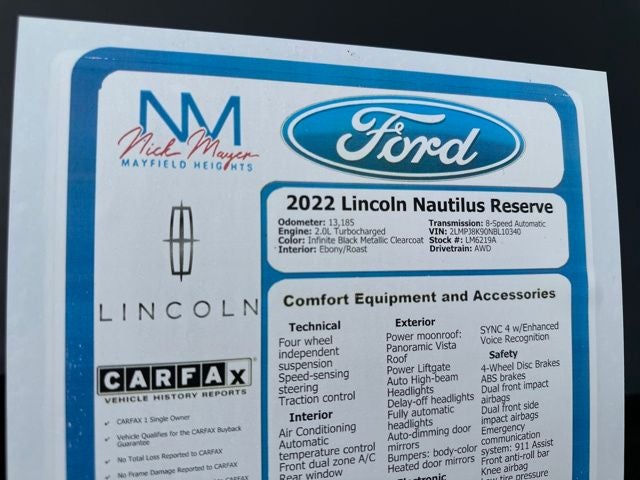 NM
Nick Mayer
MAYFIELD HEIGHTS
Ford
LINCOLN
2022 Lincoln Nautilus Reserve
Odometer: 13,185
Engine: 2.0L Turbocharged
Color: Infinite Black Metallic Clearcoat
Interior: Ebony/Roast
Transmission: 8-Speed Automatic
VIN: 2LMPJ8K90NBL10340
Stock #: LM6219A
Drivetrain: AWD
CARFAX
VEHICLE HISTORY REPORTS
CARFAX 1 Single Owner
Vehicle Qualifies for the CARFAX Buyback
Guarantee
No Total Loss Reported to CARFAX
No Frame Damage Reported to CARFAX
Comfort Equipment and Accessories
Technical
Four wheel
independent
suspension
Speed-sensing
steering
Traction control
Interior
Air Conditioning
Automatic
temperature control
Front dual zone A/C
Rear window
Exterior
Power moonroof:
Panoramic Vista
Roof
Power Liftgate
Auto High-beam
Headlights
Delay-off headlights
Fully automatic
headlights
Auto-dimming door
mirrors
Bumpers: body-color
Heated door mirrors
Electronic
SYNC 4 w/Enhanced
Voice Recognition
Safety
4-Wheel Disc Brakes
ABS brakes
Dual front impact
airbags
Dual front side
impact airbags
Emergency
communication
system: 911 Assist
Front anti-roll bar
Knee airbag
Low tire pressure